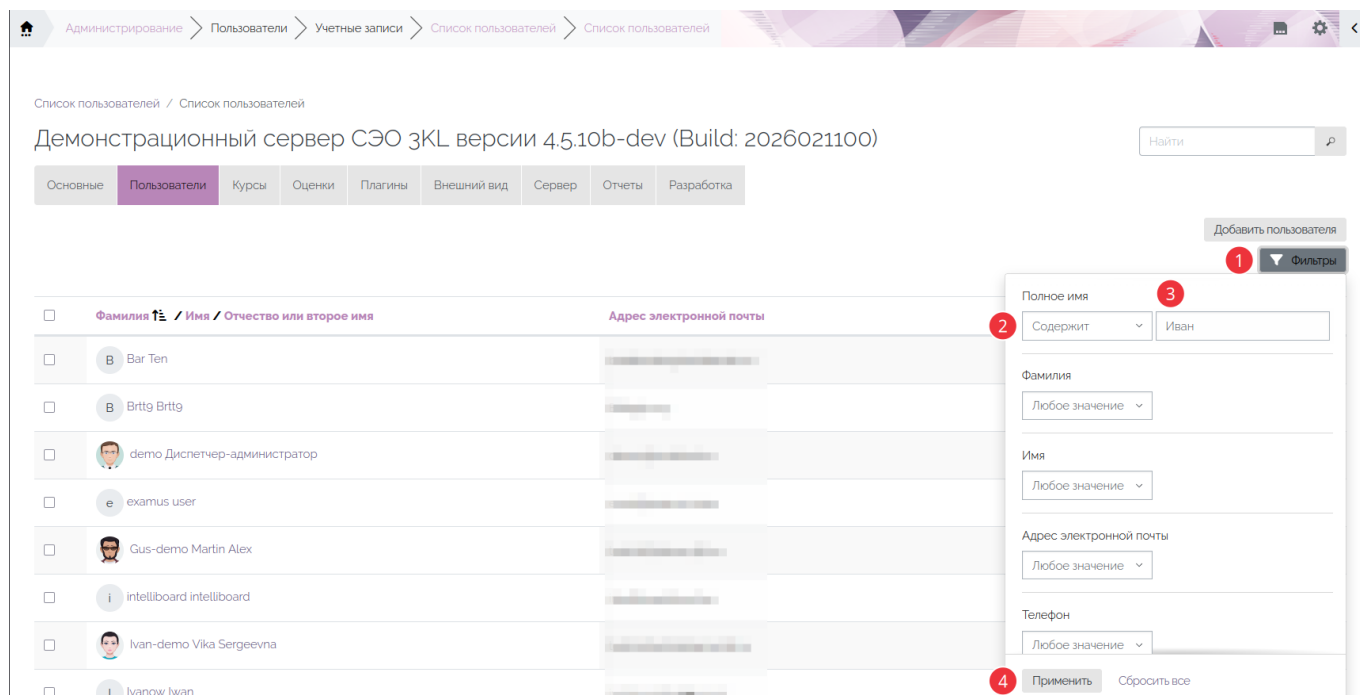 Администрирование Пользователи Учетные записи Список пользователей Список пользователей
Список пользователей / Список пользователей
Демонстрационный сервер СЭО 3KL версии 4.5.10b-dev (Build: 2026021100)
Найти
Основные Пользователи Курсы Оценки Плагины Внешний вид Сервер Отчеты Разработка
Добавить пользователя
1 Фильтры
Фамилия / Имя / Отчество или второе имя Адрес электронной почты
B Bar Ten
B Brtt9 Brtt9
demo Диспетчер-администратор
e examus user
Gus-demo Martin Alex
i intelliboard intelliboard
Ivan-demo Vika Sergeevna
I Ivanow Iwan
Полное имя 3
2 Содержит Иван
Фамилия
Любое значение
Имя
Любое значение
Адрес электронной почты
Любое значение
Телефон
Любое значение
4 Применить Сбросить все